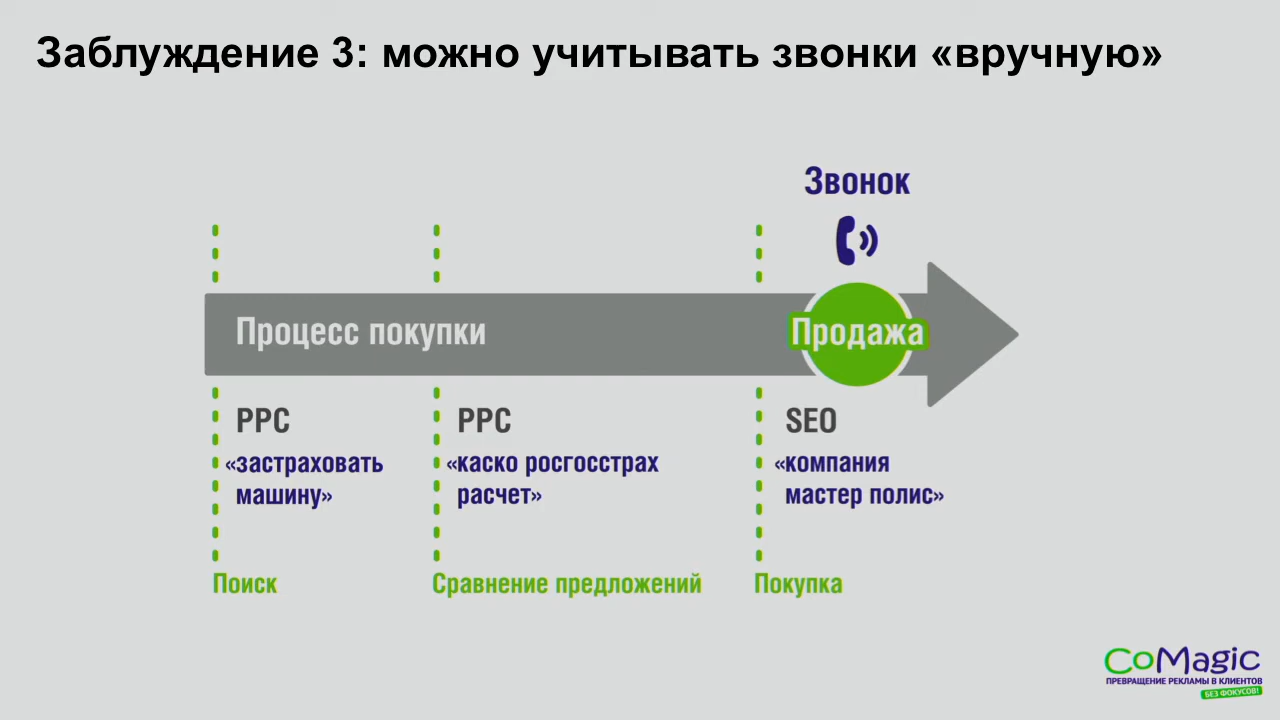 Заблуждение 3: можно учитывать звонки «вручную»
Звонок
Процесс покупки
Продажа
PPC
«застраховать
машину»
Поиск
PPC
«каско росгосстрах
расчет»
Сравнение предложений
SEO
«компания
мастер полис»
Покупка
CoMagic
ПРЕВРАЩЕНИЕ РЕКЛАМЫ В КЛИЕНТОВ
БЕЗ ФОКУСОВ!